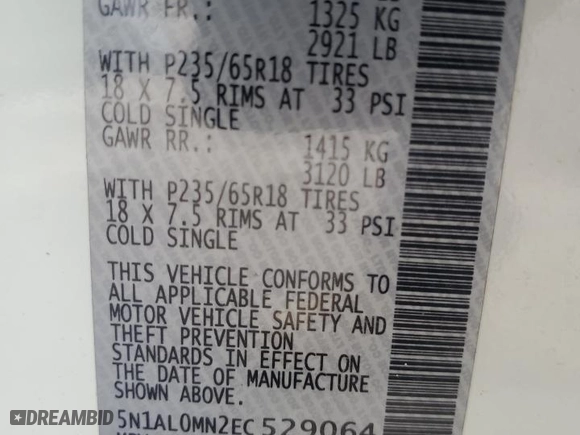 GAWR FR.: 1325 KG
2921 LB
WITH P235/65R18 TIRES
18 X 7.5 RIMS AT 33 PSI
COLD SINGLE
GAWR RR.: 1415 KG
3120 LB
WITH P235/65R18 TIRES
18 X 7.5 RIMS AT 33 PSI
COLD SINGLE
THIS VEHICLE CONFORMS TO
ALL APPLICABLE FEDERAL
MOTOR VEHICLE SAFETY AND
THEFT PREVENTION
STANDARDS IN EFFECT ON
THE DATE OF MANUFACTURE
SHOWN ABOVE.
5N1AL0MN2EC529064
DREAMBID